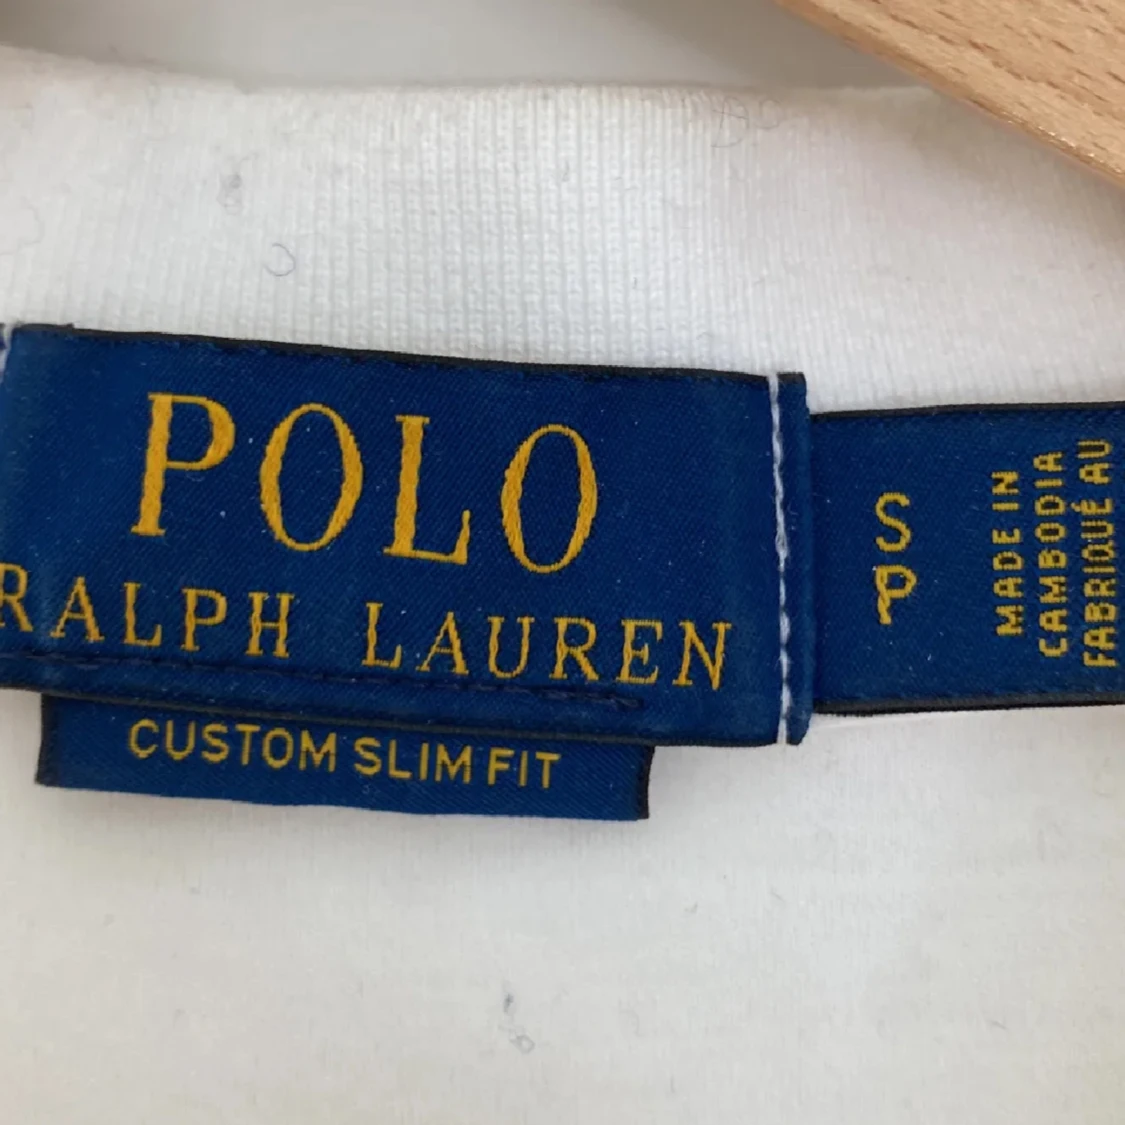 POLO
RALPH LAUREN
CUSTOM SLIM FIT
S
P
MADE IN
CAMBODIA
FABRIQUÉ AU